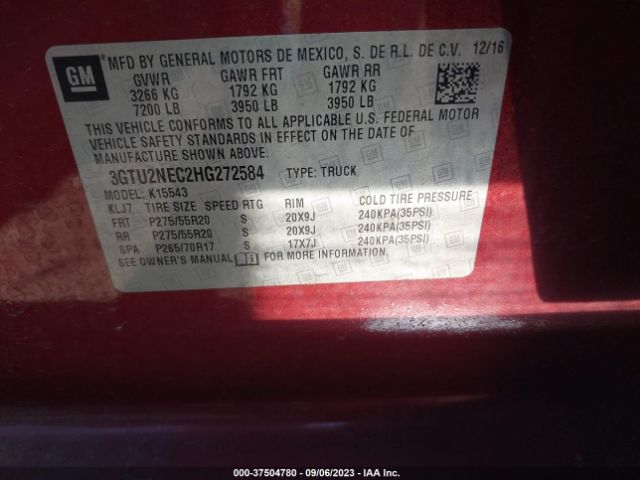 GM
MFD BY GENERAL MOTORS DE MEXICO, S. DE R.L. DE C.V. 12/16
GVWR GAWR FRT GAWR RR
3266 KG 1792 KG 1792 KG
7200 LB 3950 LB 3950 LB
THIS VEHICLE CONFORMS TO ALL APPLICABLE U.S. FEDERAL MOTOR
VEHICLE SAFETY STANDARDS IN EFFECT ON THE DATE OF
MANUFACTURE SHOWN ABOVE.
3GTU2NEC2HG272584 TYPE: TRUCK
MODEL: K15543
KLJ7 TIRE SIZE SPEED RTG RIM COLD TIRE PRESSURE
FRT P275/55R20 S 20X9J 240KPA(35PSI)
RR P275/55R20 S 20X9J 240KPA(35PSI)
SPA P265/70R17 S 17X7J 240KPA(35PSI)
SEE OWNER'S MANUAL FOR MORE INFORMATION.
000-37504780 - 09/06/2023 - IAA Inc.